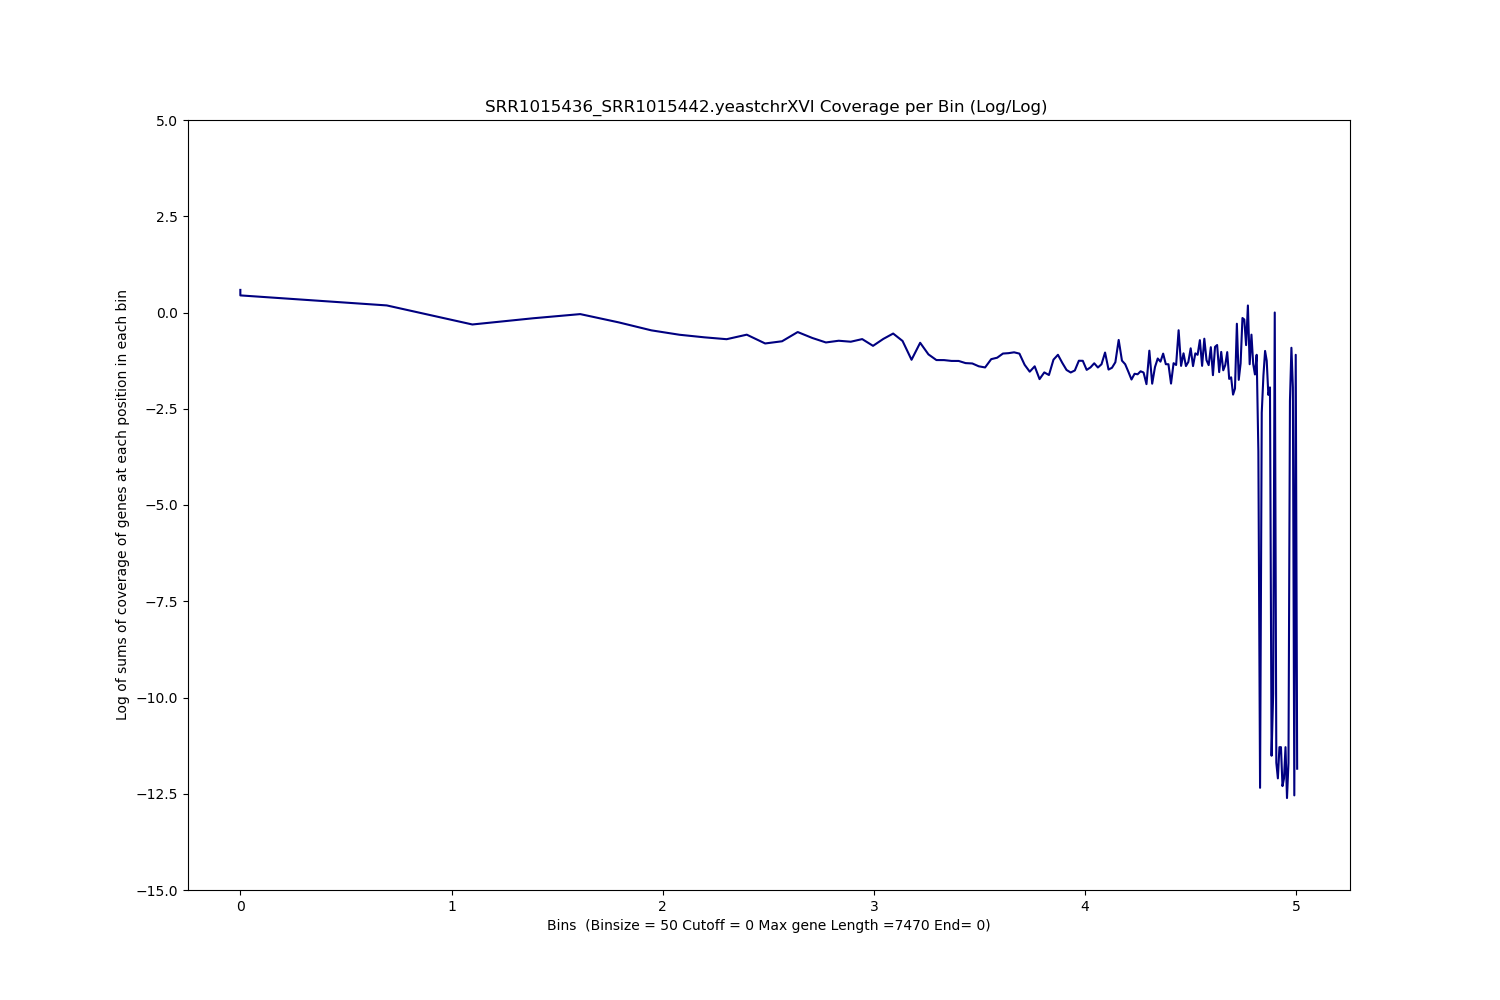 SRR1015436_SRR1015442.yeastchrXVI Coverage per Bin (Log/Log)
5.0
2.5
0.0
−2.5
−5.0
−7.5
−10.0
−12.5
−15.0
Log of sums of coverage of genes at each position in each bin
0 1 2 3 4 5
Bins  (Binsize = 50 Cutoff = 0 Max gene Length =7470 End= 0)